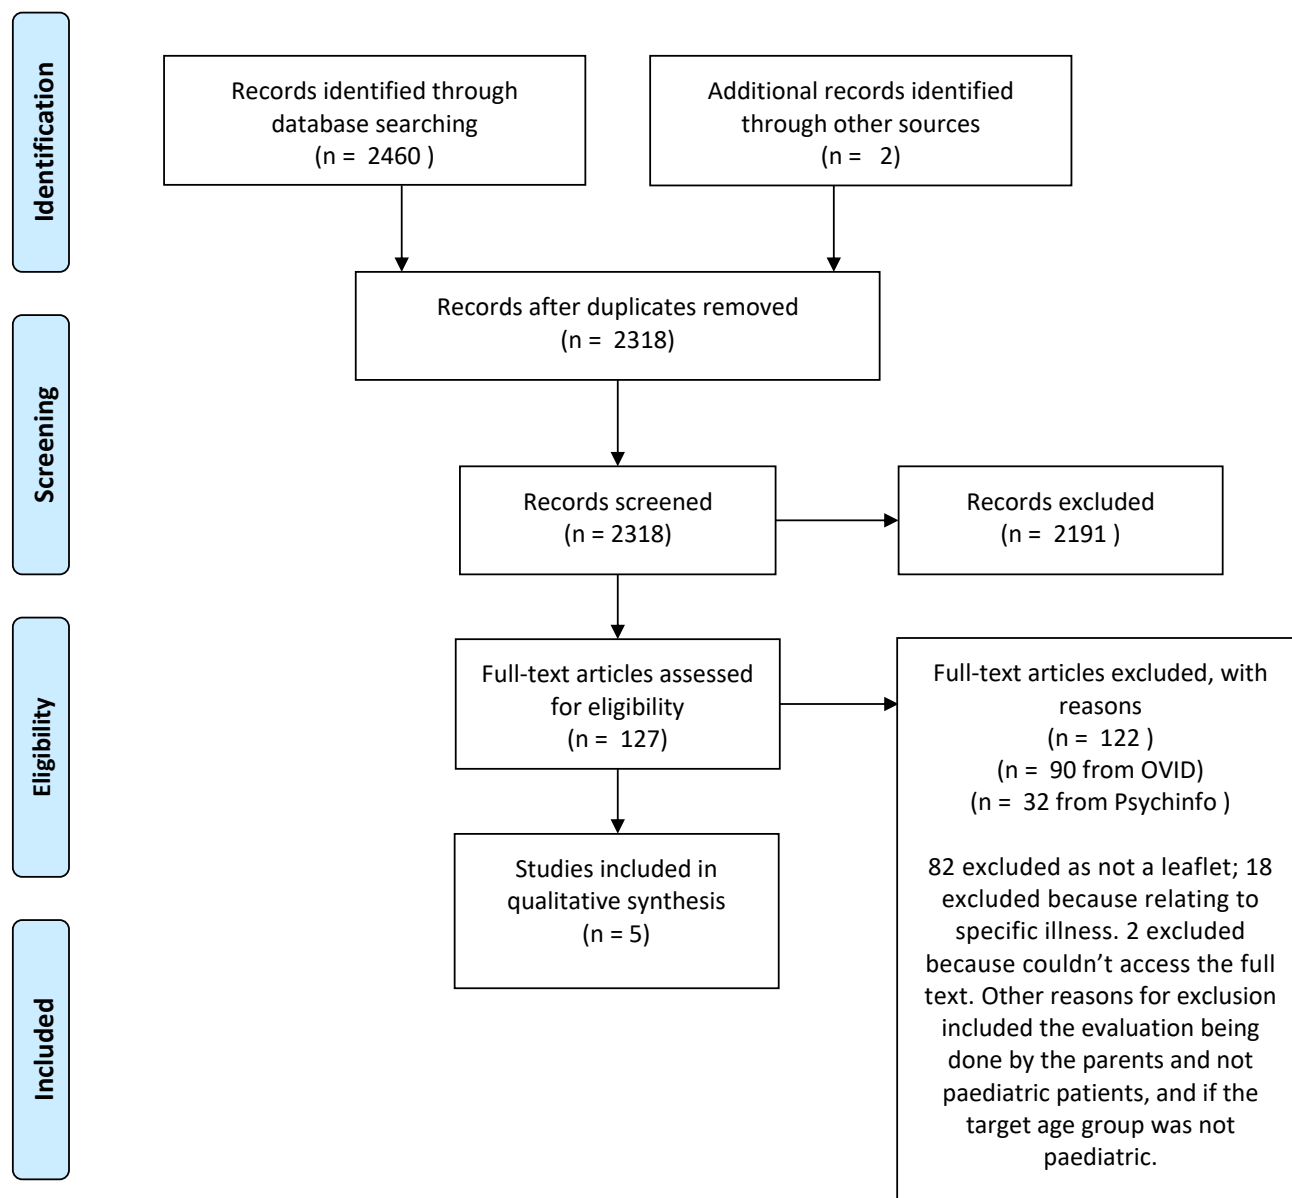 Identification
Records identified through
database searching
(n =  2460 )
Additional records identified
through other sources
(n =   2)
Records after duplicates removed
(n =  2318)
Screening
Records screened
(n = 2318)
Records excluded
(n =  2191 )
Eligibility
Full-text articles assessed
for eligibility
(n =  127)
Full-text articles excluded, with
reasons
(n =  122 )
(n =  90 from OVID)
(n =  32 from Psychinfo )
82 excluded as not a leaflet; 18
excluded because relating to
specific illness. 2 excluded
because couldn’t access the full
text. Other reasons for exclusion
included the evaluation being
done by the parents and not
paediatric patients, and if the
target age group was not
paediatric.
Included
Studies included in
qualitative synthesis
(n = 5)